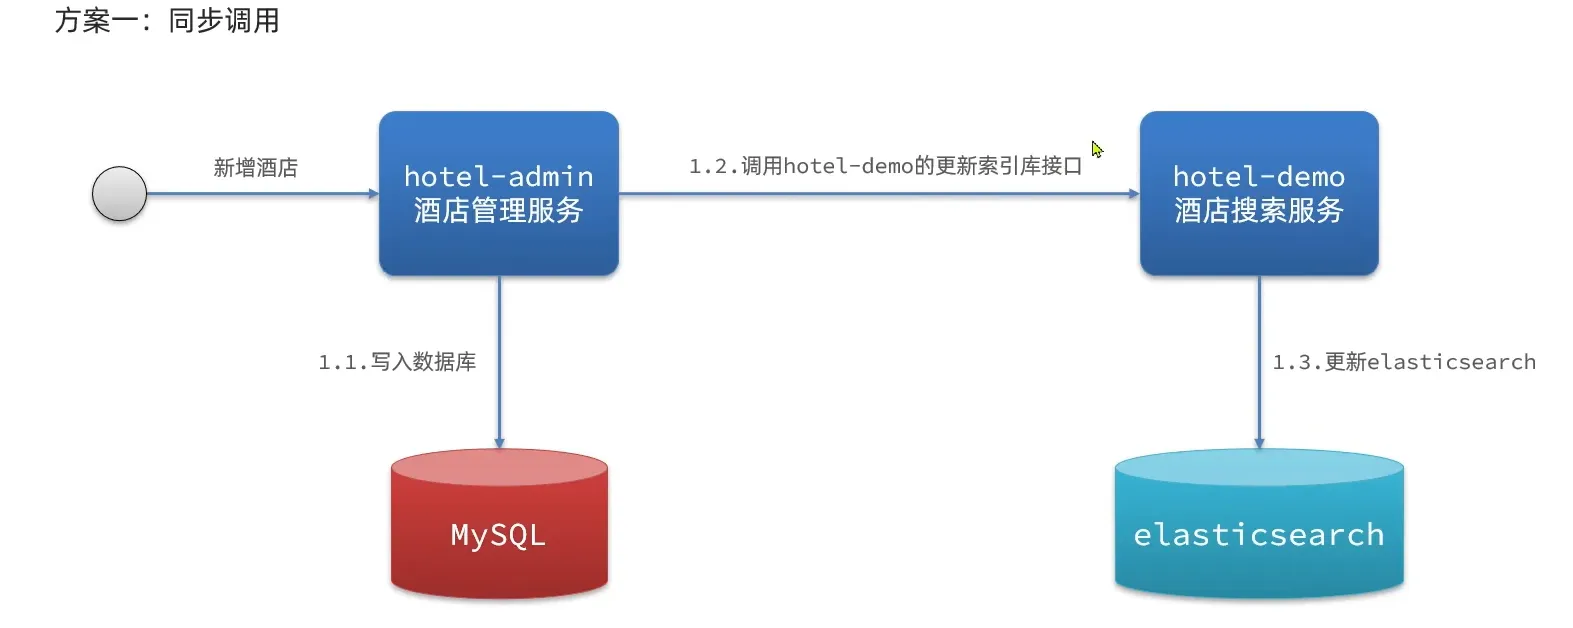 方案一：同步调用
新增酒店
hotel-admin
酒店管理服务
1.2.调用hotel-demo的更新索引库接口
hotel-demo
酒店搜索服务
1.1.写入数据库
1.3.更新elasticsearch
MySQL
elasticsearch